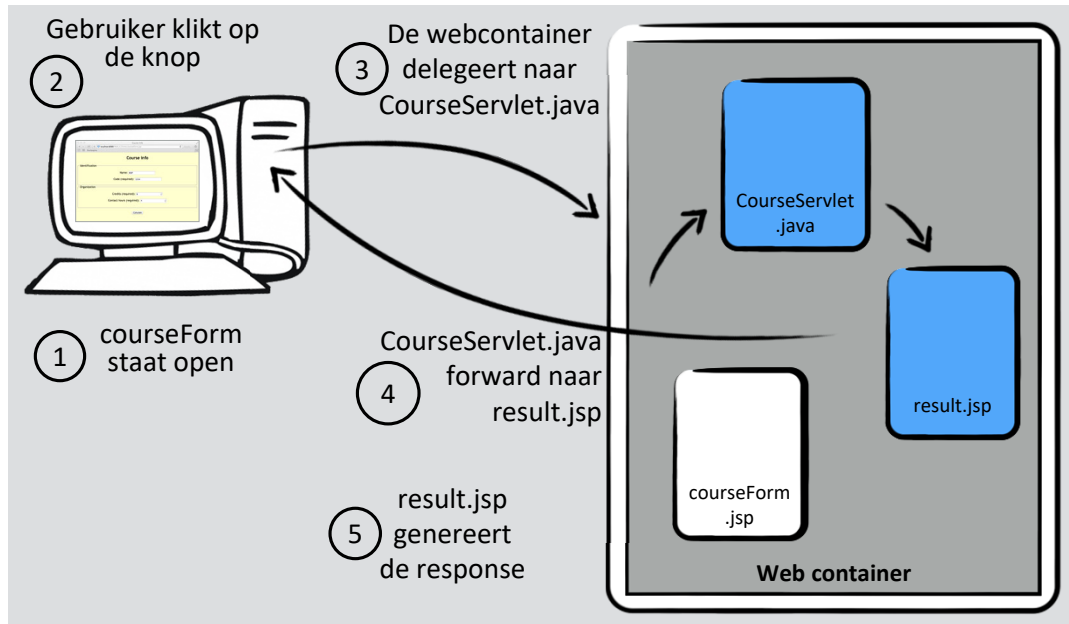 Gebruiker klikt op
de knop
2
3
De webcontainer
delegeert naar
CourseServlet.java
Course Info
CourseServlet
.java
1
courseForm
staat open
CourseServlet.java
4
forward naar
result.jsp
result.jsp
courseForm
.jsp
5
result.jsp
genereert
de response
Web container